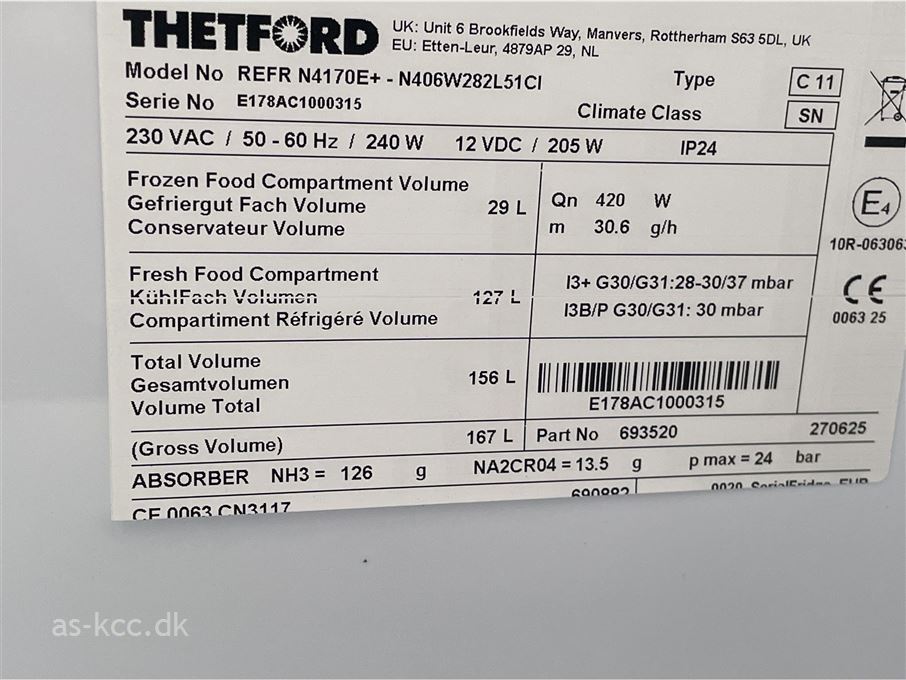 THETFORD
UK: Unit 6 Brookfields Way, Manvers, Rottherham S63 5DL, UK
EU: Etten-Leur, 4879AP 29, NL
Model No REFR N4170E+ - N406W282L51CI
Type C 11
Serie No E178AC1000315
Climate Class SN
230 VAC / 50 - 60 Hz / 240 W 12 VDC / 205 W IP24
Frozen Food Compartment Volume
Gefriergut Fach Volume 29 L
Conservateur Volume
Qn 420 W
m 30.6 g/h
E4
10R-06306
Fresh Food Compartment
KühlFach Volumen 127 L
Compartiment Réfrigéré Volume
I3+ G30/G31:28-30/37 mbar
I3B/P G30/G31: 30 mbar
CE
0063 25
Total Volume
Gesamtvolumen 156 L
Volume Total
E178AC1000315
(Gross Volume) 167 L
Part No 693520 270625
ABSORBER NH3 = 126 g NA2CR04 = 13.5 g p max = 24 bar
CE 0063 CN3117 690882 0020 SerialFridge EUR
as-kcc.dk